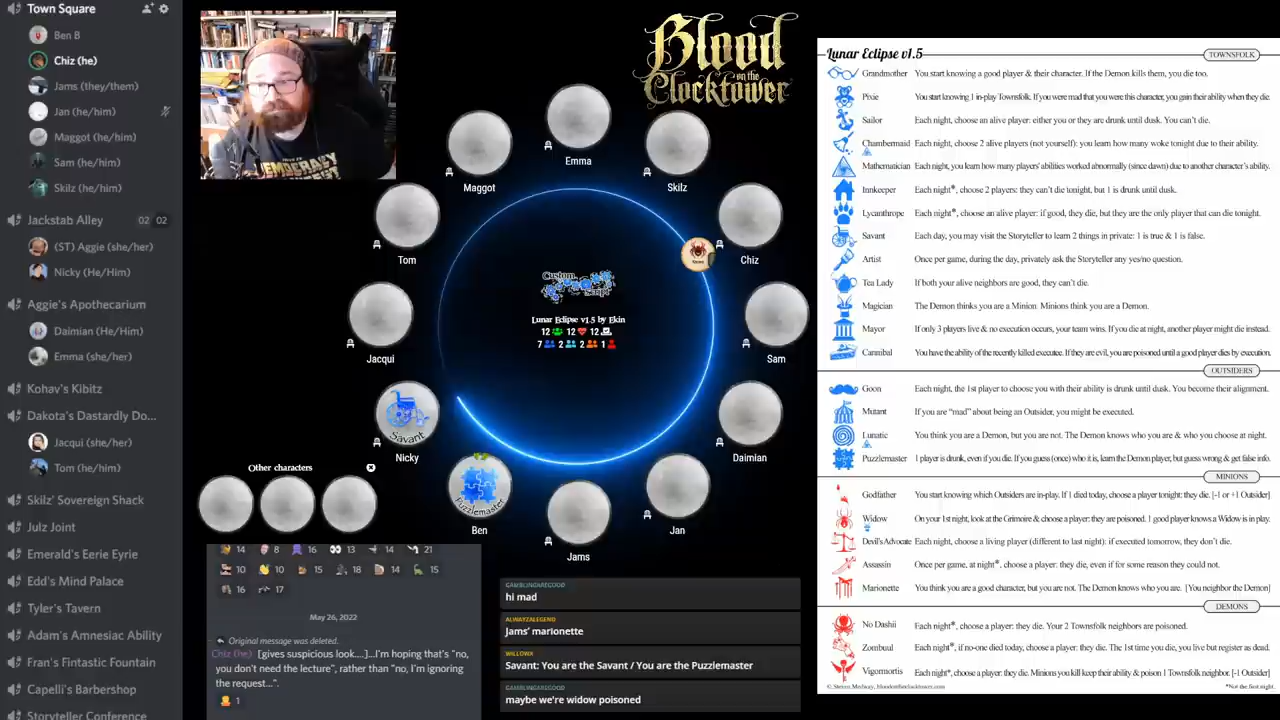 Town Square
Ben B
Chiz (he)
Jams (they/them)
Jan (he/him)
Maggot (he/him)
Sam (he/him)
Skilz (he/him)
Jackstab Alley 02 02
(ST) Aggie (she/her)
Nicky (He/Him)
Aggie's Apothecarium
Daimian (He/Him)
Emma (she/her)
Kohav's Kibitz
Dakota's Dastardly Do...
Jacqui (she/her)
Tom (he/him)
Skilz' Sovereign Shack
Julz Joint
Emerald's Eerie Eyrie
Edd's Mind Palace
Tyler's Tavern
Adam's Amnesiac Ability
Fran's Fintastic Fountain
Capelli's Barbershop
Storyteller Conference
Blood
on the
Clocktower
Emma
Maggot
Skilz
Tom
Chiz
Jacqui
Sam
Savant
Nicky
Daimian
Puzzlemaster
Ben
Jan
Jams
Custom
Script
Lunar Eclipse v1.5 by Ekin
12 12 12
7 2 2 1
Other characters
14 8 16 13 14 21
10 10 15 18 14 15
16 17
May 26, 2022
Original message was deleted.
Chiz (he) [gives suspicious look....]...I'm hoping that's "no,
you don't need the lecture", rather than "no, I'm ignoring
the request...".
1
GAMBLINGAREGOOD
hi mad
ALWAYZALEGEND
Jams' marionette
WILLOWA
Savant: You are the Savant / You are the Puzzlemaster
GAMBLINGAREGOOD
maybe we're widow poisoned
Lunar Eclipse v1.5
TOWNSFOLK
Grandmother You start knowing a good player & their character. If the Demon kills them, you die too.
Pixie You start knowing 1 in-play Townsfolk. If you were mad that you were this character, you gain their ability when they die.
Sailor Each night, choose an alive player: either you or they are drunk until dusk. You can't die.
Chambermaid Each night, choose 2 alive players (not yourself): you learn how many woke tonight due to their ability.
Mathematician Each night, you learn how many players' abilities worked abnormally (since dawn) due to another character's ability.
Innkeeper Each night*, choose 2 players: they can't die tonight, but 1 is drunk until dusk.
Lycanthrope Each night*, choose an alive player: if good, they die, but they are the only player that can die tonight.
Savant Each day, you may visit the Storyteller to learn 2 things in private: 1 is true & 1 is false.
Artist Once per game, during the day, privately ask the Storyteller any yes/no question.
Tea Lady If both your alive neighbors are good, they can't die.
Magician The Demon thinks you are a Minion. Minions think you are a Demon.
Mayor If only 3 players live & no execution occurs, your team wins. If you die at night, another player might die instead.
Cannibal You have the ability of the recently killed executee. If they are evil, you are poisoned until a good player dies by execution.
OUTSIDERS
Goon Each night, the 1st player to choose you with their ability is drunk until dusk. You become their alignment.
Mutant If you are "mad" about being an Outsider, you might be executed.
Lunatic You think you are a Demon, but you are not. The Demon knows who you are & who you choose at night.
Puzzlemaster 1 player is drunk, even if you die. If you guess (once) who it is, learn the Demon player, but guess wrong & get false info.
MINIONS
Godfather You start knowing which Outsiders are in-play. If 1 died today, choose a player tonight: they die. [-1 or +1 Outsider]
Widow On your 1st night, look at the Grimoire & choose a player: they are poisoned. 1 good player knows a Widow is in play.
Devil's Advocate Each night, choose a living player (different to last night): if executed tomorrow, they don't die.
Assassin Once per game, at night*, choose a player: they die, even if for some reason they could not.
Marionette You think you are a good character, but you are not. The Demon knows who you are. [You neighbor the Demon]
DEMONS
No Dashii Each night*, choose a player: they die. Your 2 Townsfolk neighbors are poisoned.
Zombuul Each night*, if no-one died today, choose a player: they die. The 1st time you die, you live but register as dead.
Vigormortis Each night*, choose a player: they die. Minions you kill keep their ability & poison 1 Townsfolk neighbor. [-1 Outsider]
© Steven Medway, bloodontheclocktower.com
*Not the first night